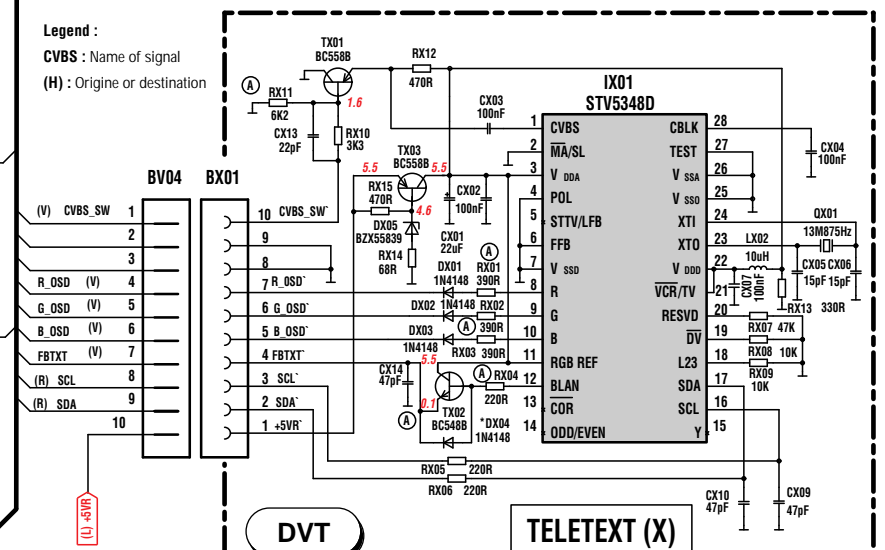 Legend :
CVBS : Name of signal
(H) : Origine or destination
TX01
BC558B
RX12
470R
A
RX11
6K2
1.6
CX13
22pF
RX10
3K3
CX03
100nF
IX01
STV5348D
1 CVBS
2 MA/SL
3 V DDA
4 POL
5 STTV/LFB
6 FFB
7 V SSD
8 R
9 G
10 B
11 RGB REF
12 BLAN
13 COR
14 ODD/EVEN
CBLK 28
TEST 27
V SSA 26
V SSO 25
XTI 24
XTO 23
V DDD 22
VCR/TV 21
RESVD 20
DV 19
L23 18
SDA 17
SCL 16
Y 15
CX04
100nF
QX01
13M875Hz
LX02
10uH
CX05 CX06
15pF 15pF
CX07
100nF
RX13
330R
RX07 47K
RX08 10K
RX09
10K
TX03
BC558B
5.5
5.5
RX15
470R
4.6
CX02
100nF
CX01
22uF
DX05
BZX55839
RX14
68R
A
DX01
1N4148
RX01
390R
DX02 1N4148 RX02
A 390R
DX03
1N4148
RX03 390R
5.5
CX14
47pF
A RX04
220R
0.1
A
TX02
BC548B
*DX04
1N4148
RX05 220R
RX06 220R
CX10
47pF
CX09
47pF
BV04
BX01
(V) CVBS_SW 1
2
3
R_OSD (V) 4
G_OSD (V) 5
B_OSD (V) 6
FBTXT (V) 7
(R) SCL 8
(R) SDA 9
10
(L) +5VR
10 CVBS_SW`
9
8
7 R_OSD`
6 G_OSD`
5 B_OSD`
4 FBTXT`
3 SCL`
2 SDA`
1 +5VR`
DVT
TELETEXT (X)